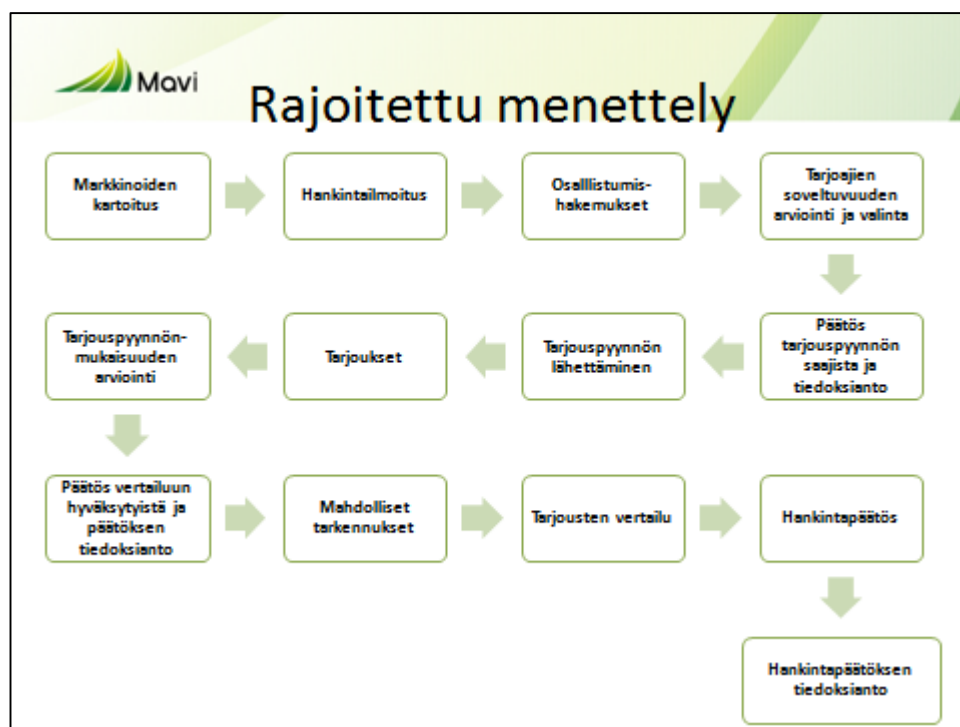 Mavi
Rajoitettu menettely
Markkinoiden
kartoitus
Hankintailmoitus
Osalllistumis-
hakemukset
Tarjoajien
soveltuvuuden
arviointi ja valinta
Päätös
tarjouspyynnön
saajista ja
tiedoksianto
Tarjouspyynnön
lähettäminen
Tarjoukset
Tarjouspyynnön-
mukaisuuden
arviointi
Päätös vertailuun
hyväksytyistä ja
päätöksen
tiedoksianto
Mahdolliset
tarkennukset
Tarjousten vertailu
Hankintapäätös
Hankintapäätöksen
tiedoksianto